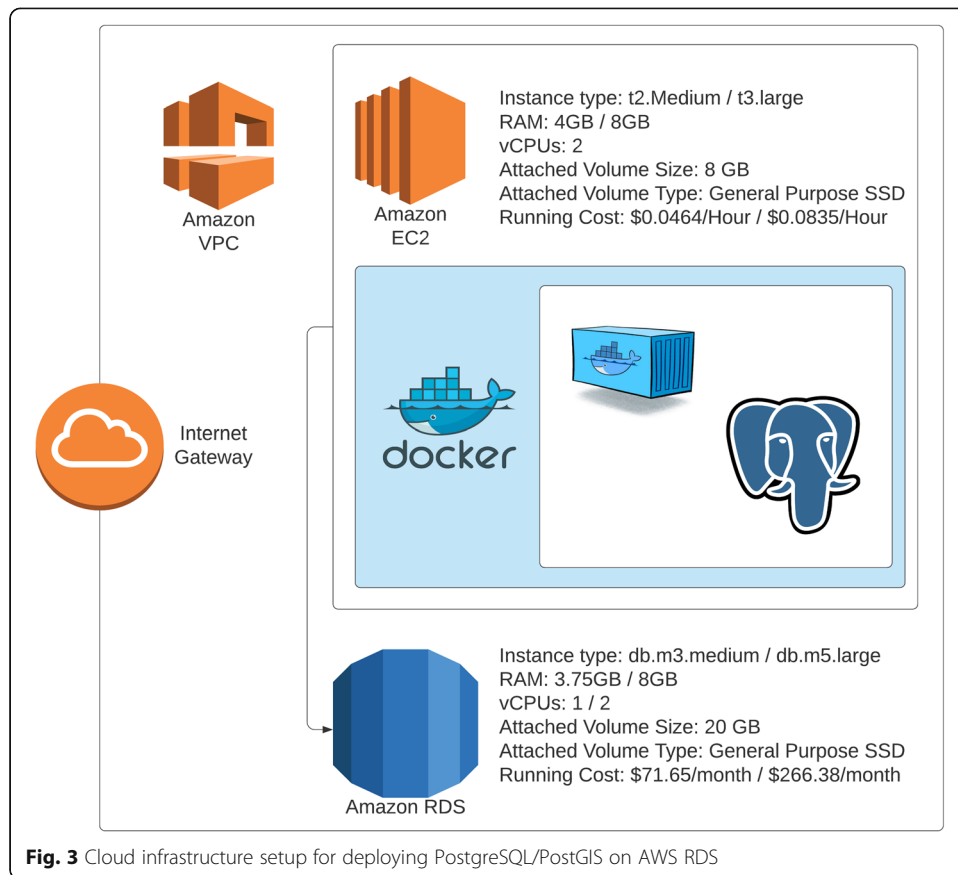 Amazon
VPC
Amazon
EC2
Instance type: t2.Medium / t3.large
RAM: 4GB / 8GB
vCPUs: 2
Attached Volume Size: 8 GB
Attached Volume Type: General Purpose SSD
Running Cost: $0.0464/Hour / $0.0835/Hour
docker
Internet
Gateway
Instance type: db.m3.medium / db.m5.large
RAM: 3.75GB / 8GB
vCPUs: 1 / 2
Attached Volume Size: 20 GB
Attached Volume Type: General Purpose SSD
Running Cost: $71.65/month / $266.38/month
Amazon RDS
Fig. 3 Cloud infrastructure setup for deploying PostgreSQL/PostGIS on AWS RDS